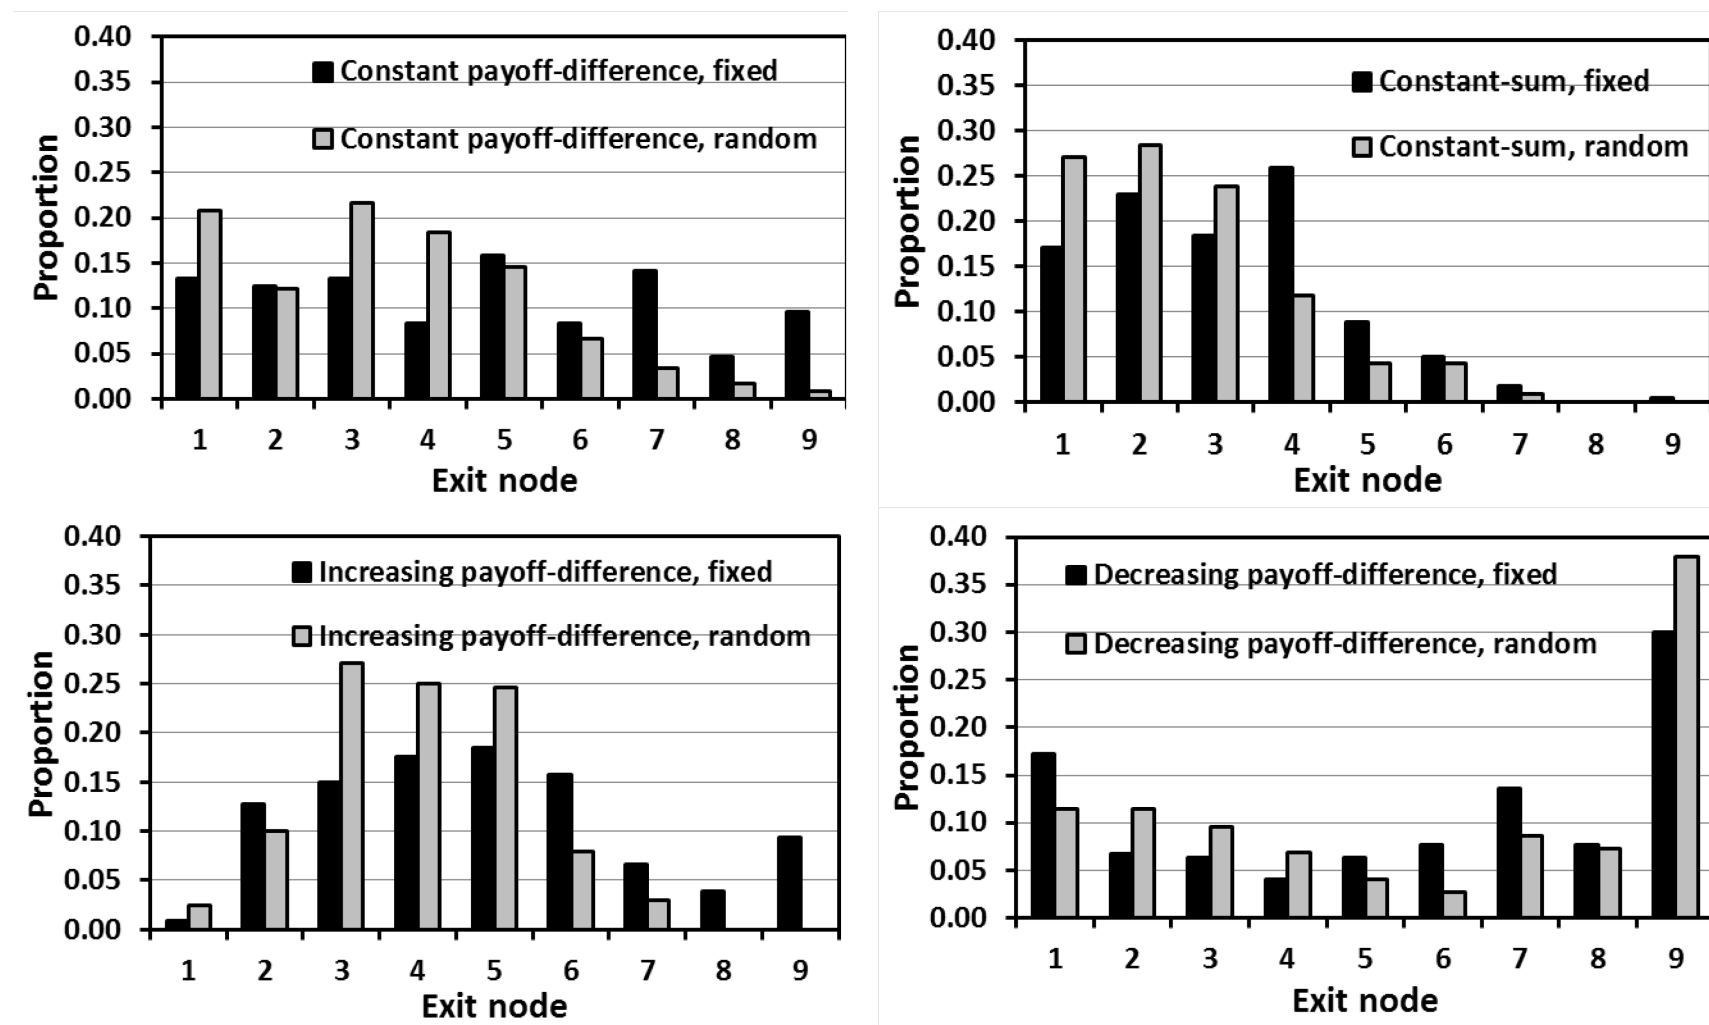 0.40
0.35
0.30
0.25
0.20
0.15
0.10
0.05
0.00
Proportion
Constant payoff-difference, fixed
Constant payoff-difference, random
1 2 3 4 5 6 7 8 9
Exit node
0.40
0.35
0.30
0.25
0.20
0.15
0.10
0.05
0.00
Proportion
Constant-sum, fixed
Constant-sum, random
1 2 3 4 5 6 7 8 9
Exit node
0.40
0.35
0.30
0.25
0.20
0.15
0.10
0.05
0.00
Proportion
Increasing payoff-difference, fixed
Increasing payoff-difference, random
1 2 3 4 5 6 7 8 9
Exit node
0.40
0.35
0.30
0.25
0.20
0.15
0.10
0.05
0.00
Proportion
Decreasing payoff-difference, fixed
Decreasing payoff-difference, random
1 2 3 4 5 6 7 8 9
Exit node